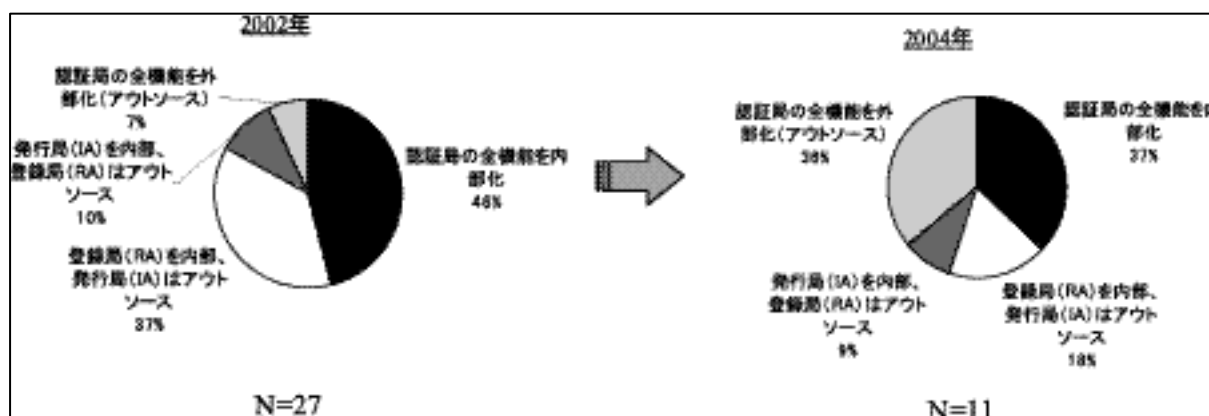 2002年
認証局の全機能を外
部化(アウトソース)
7%
発行局(IA)を内部、
登録局(RA)はアウト
ソース
10%
登録局(RA)を内部、
発行局(IA)はアウト
ソース
37%
認証局の全機能を内
部化
46%
N=27
2004年
認証局の全機能を外
部化(アウトソース)
36%
認証局の全機能を内
部化
37%
発行局(IA)を内部、
登録局(RA)はアウト
ソース
9%
登録局(RA)を内部、
発行局(IA)はアウト
ソース
18%
N=11